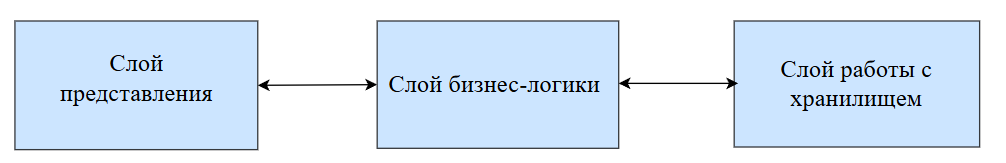 Слой
представления
Слой бизнес-логики
Слой работы с
хранилищем